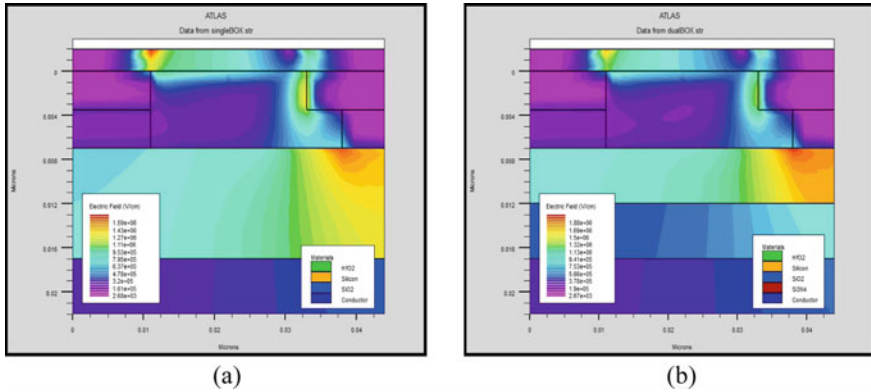 ATLAS
Data from singleBOX.str
0
0.004
0.008
0.012
0.016
0.02
Microns
Electric Field (V/cm)
1.59e+06
1.43e+06
1.27e+06
1.11e+06
9.53e+05
7.95e+05
6.37e+05
4.78e+05
3.2e+05
1.61e+05
2.68e+03
Materials
HfO2
Silicon
SiO2
Conductor
0
0.01
0.02
0.03
0.04
Microns
(a)
ATLAS
Data from dualBOX.str
0
0.004
0.008
0.012
0.016
0.02
Microns
Electric Field (V/cm)
1.88e+06
1.69e+06
1.5e+06
1.32e+06
1.13e+06
9.41e+05
7.53e+05
5.66e+05
3.78e+05
1.9e+05
2.67e+03
Materials
HfO2
Silicon
SiO2
Si3N4
Conductor
0
0.01
0.02
0.03
0.04
Microns
(b)